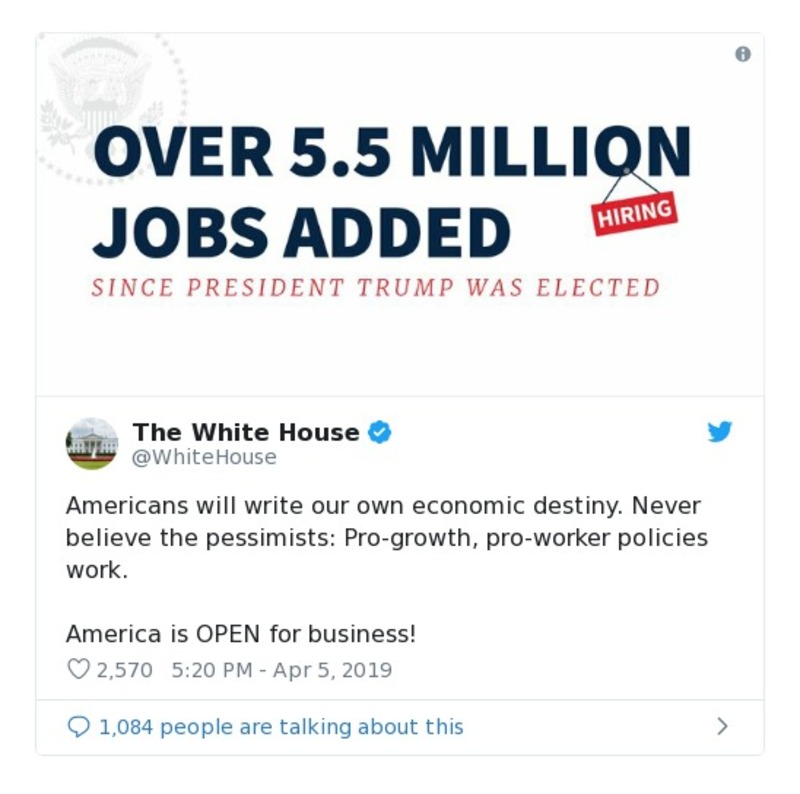 OVER 5.5 MILLION
JOBS ADDED
HIRING
SINCE PRESIDENT TRUMP WAS ELECTED
The White House
@WhiteHouse
Americans will write our own economic destiny. Never
believe the pessimists: Pro-growth, pro-worker policies
work.
America is OPEN for business!
2,570 5:20 PM - Apr 5, 2019
1,084 people are talking about this